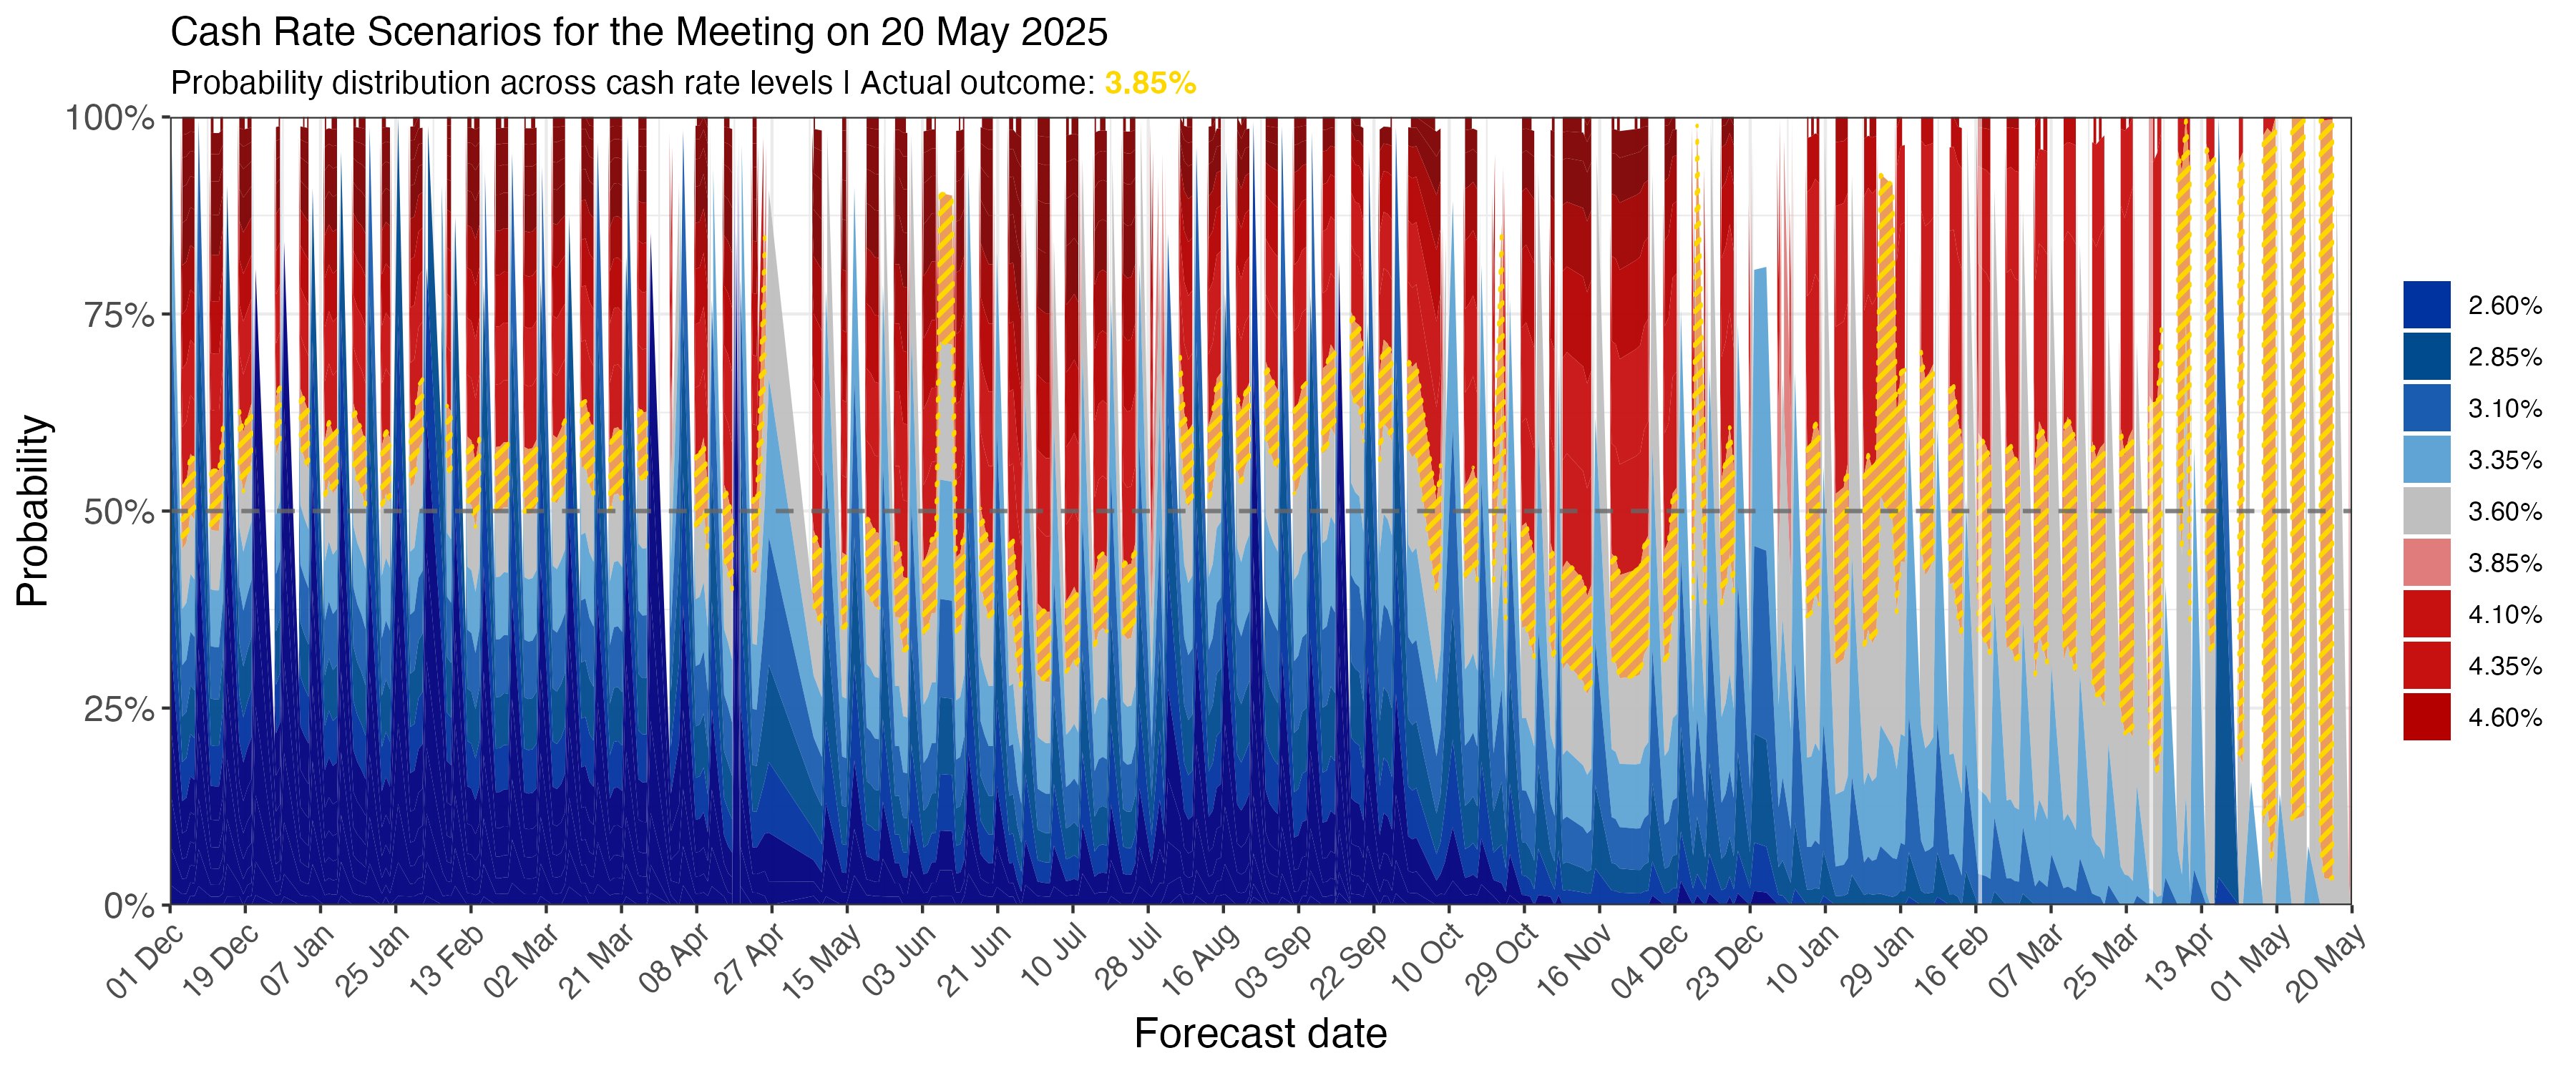 Cash Rate Scenarios for the Meeting on 20 May 2025
Probability distribution across cash rate levels | Actual outcome: 3.85%
100%
75%
50%
25%
0%
Probability
01 Dec
19 Dec
07 Jan
25 Jan
13 Feb
02 Mar
21 Mar
08 Apr
27 Apr
15 May
03 Jun
21 Jun
10 Jul
28 Jul
16 Aug
03 Sep
22 Sep
10 Oct
29 Oct
16 Nov
04 Dec
23 Dec
10 Jan
29 Jan
16 Feb
07 Mar
25 Mar
13 Apr
01 May
20 May
Forecast date
2.60%
2.85%
3.10%
3.35%
3.60%
3.85%
4.10%
4.35%
4.60%